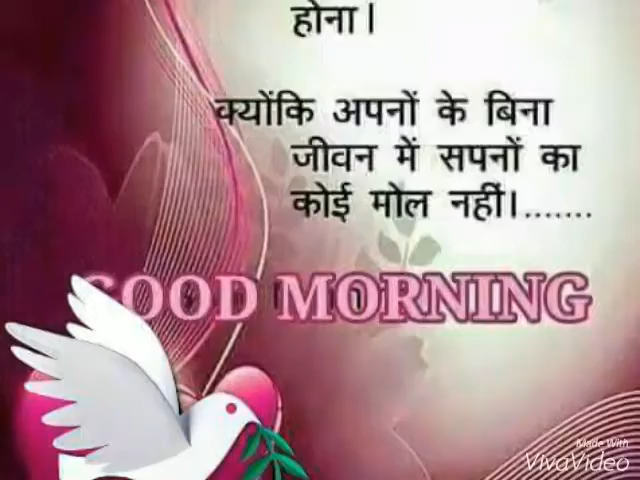 होना।
क्योंकि अपनों के बिना
जीवन में सपनों का
कोई मोल नहीं।.......
GOOD MORNING
Made With
VivaVideo